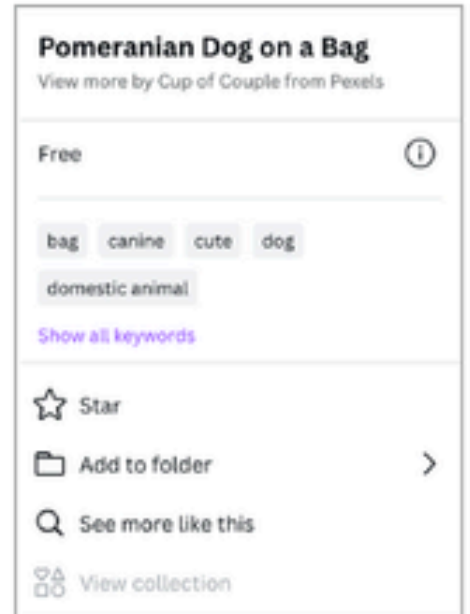 Pomeranian Dog on a Bag
View more by Cup of Couple from Pexels
Free
bag canine cute dog
domestic animal
Show all keywords
Star
Add to folder
See more like this
View collection